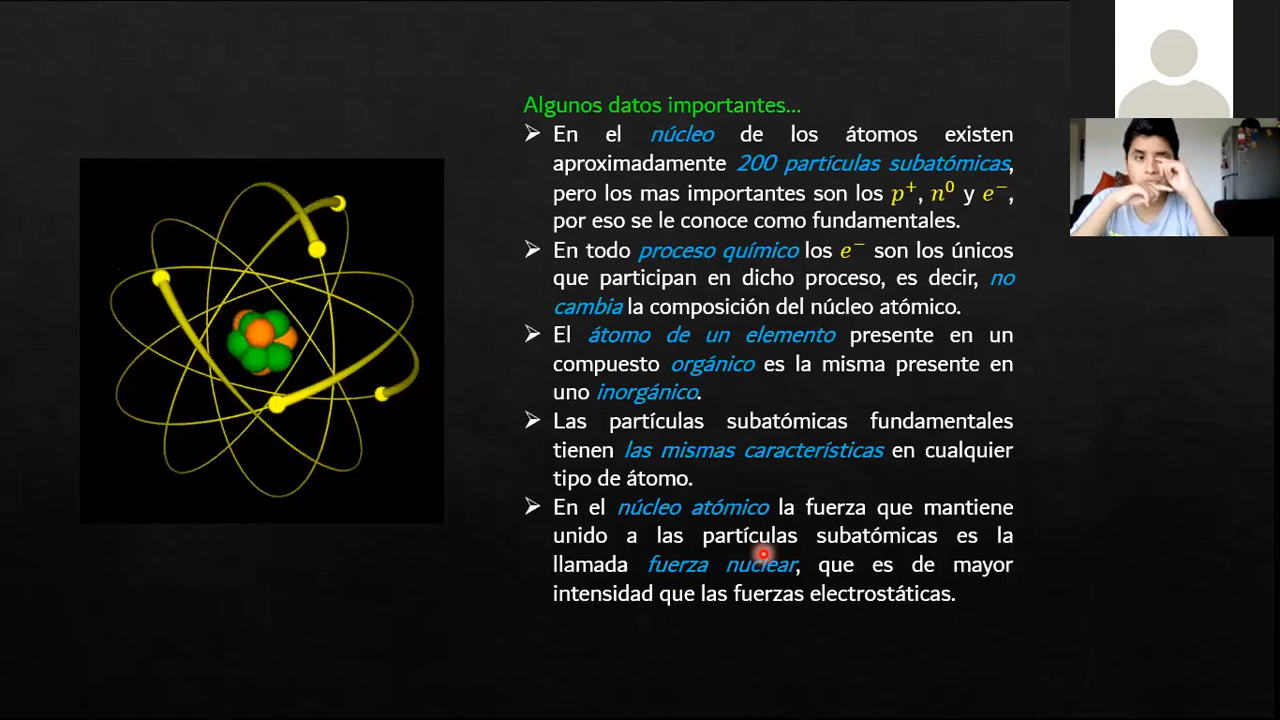 Algunos datos importantes...
➢ En el núcleo de los átomos existen
aproximadamente 200 partículas subatómicas,
pero los mas importantes son los p⁺, n⁰ y e⁻,
por eso se le conoce como fundamentales.
➢ En todo proceso químico los e⁻ son los únicos
que participan en dicho proceso, es decir, no
cambia la composición del núcleo atómico.
➢ El átomo de un elemento presente en un
compuesto orgánico es la misma presente en
uno inorgánico.
➢ Las partículas subatómicas fundamentales
tienen las mismas características en cualquier
tipo de átomo.
➢ En el núcleo atómico la fuerza que mantiene
unido a las partículas subatómicas es la
llamada fuerza nuclear, que es de mayor
intensidad que las fuerzas electrostáticas.